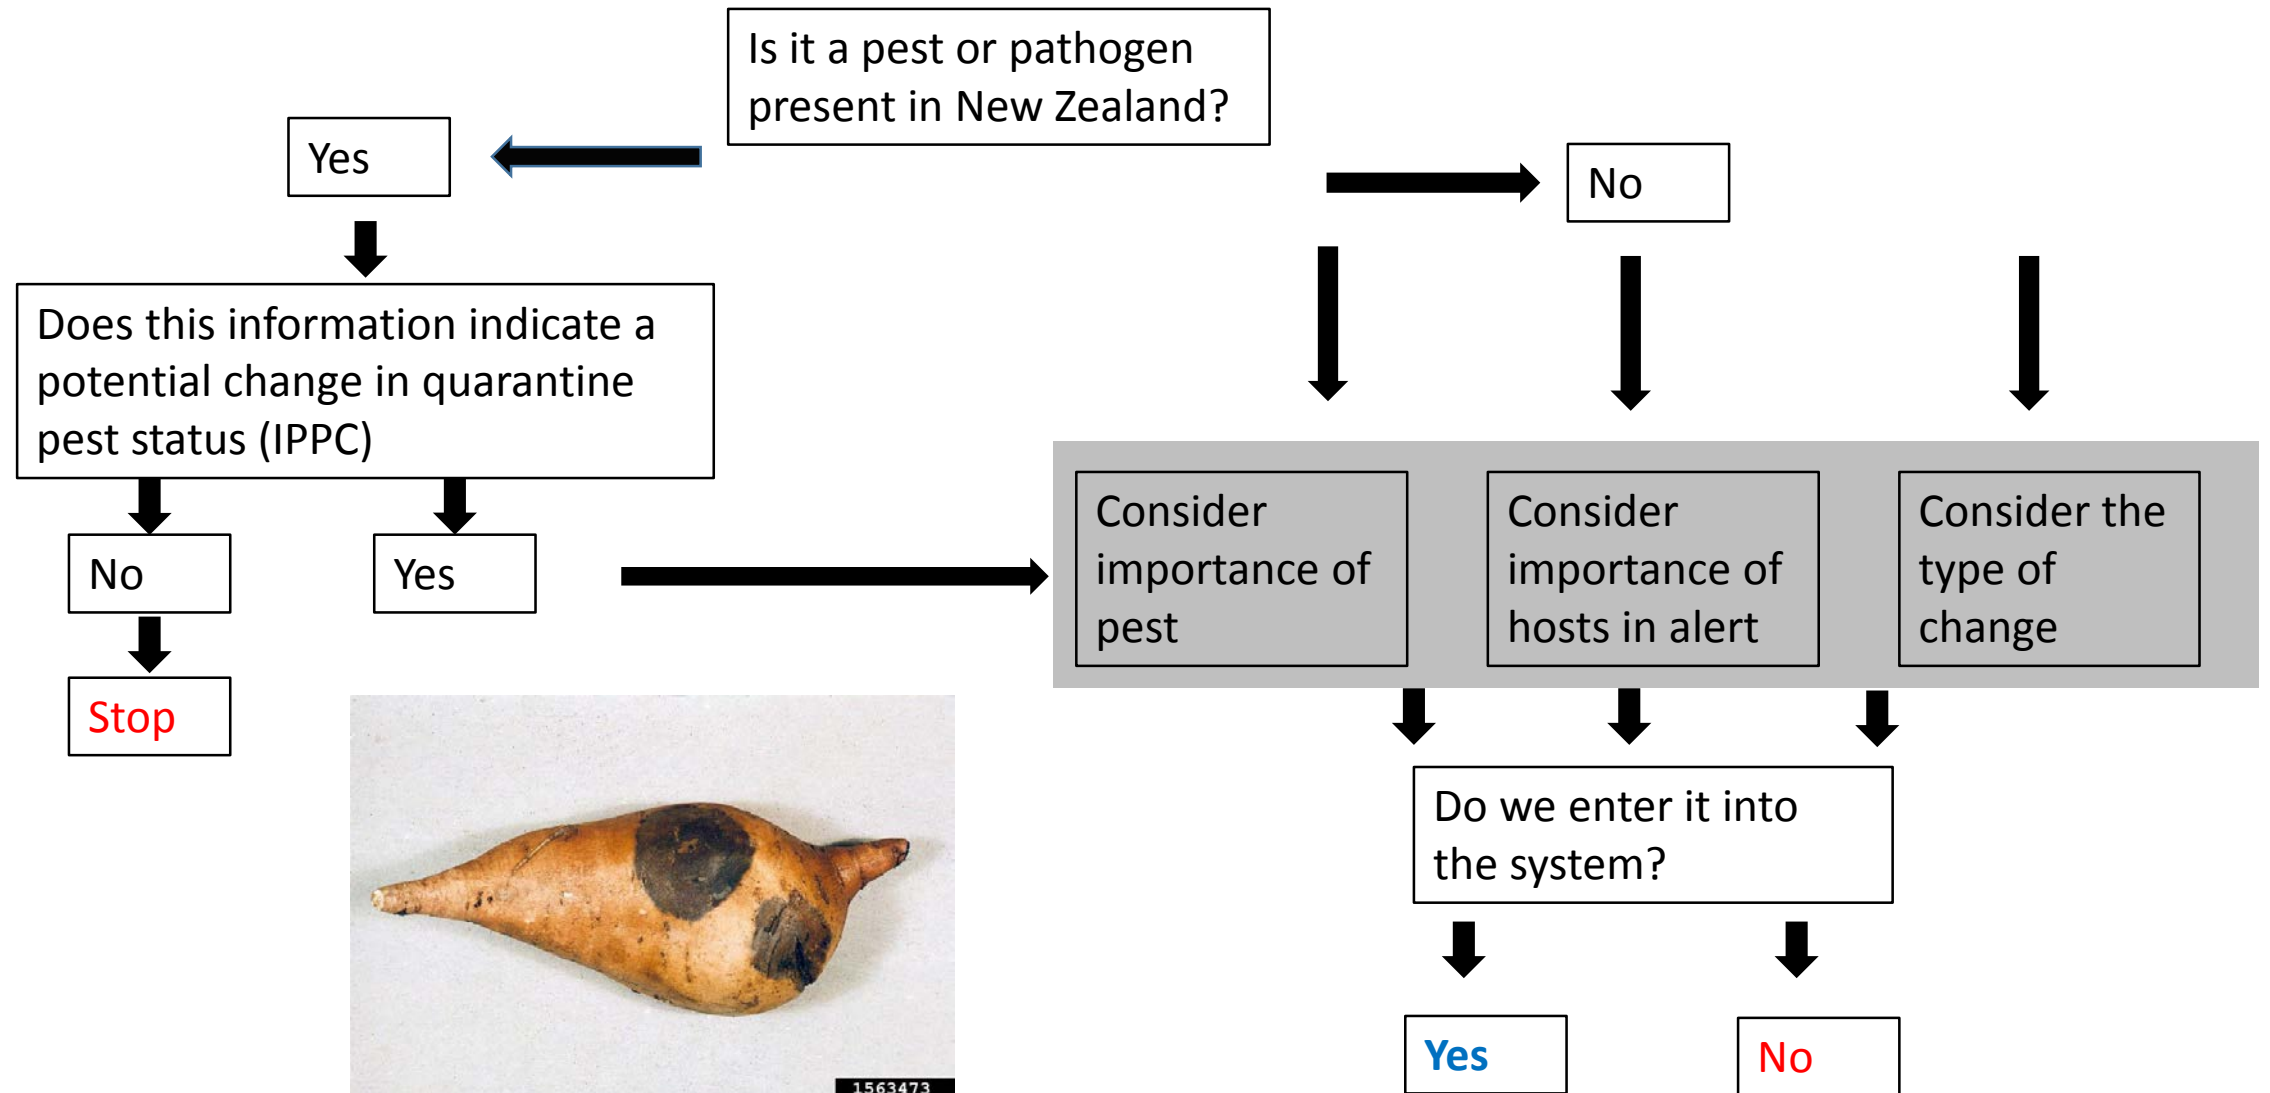 Is it a pest or pathogen
present in New Zealand?
Yes
No
Does this information indicate a
potential change in quarantine
pest status (IPPC)
No
Yes
Stop
Consider
importance of
pest
Consider
importance of
hosts in alert
Consider the
type of
change
Do we enter it into
the system?
Yes
No
1563473